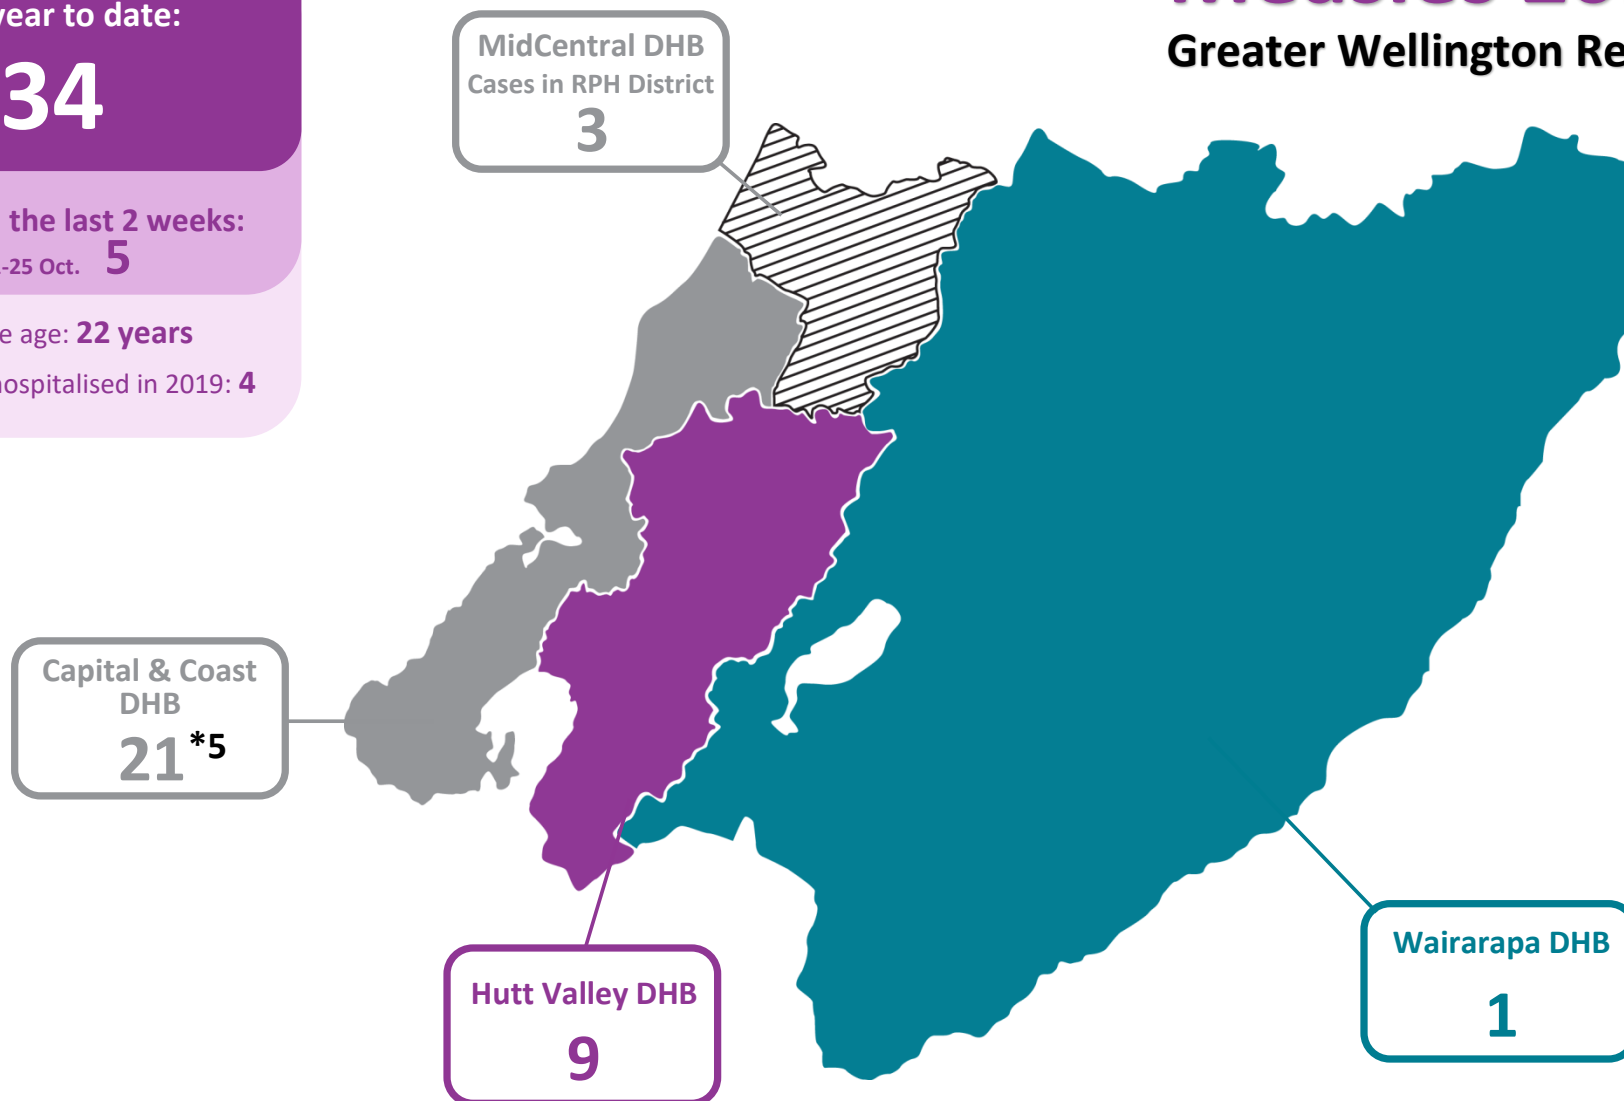 year to date:
34
the last 2 weeks:
-25 Oct. 5
e age: 22 years
hospitalised in 2019: 4
MidCentral DHB
Cases in RPH District
3
Greater Wellington Re
Capital & Coast
DHB
21 *5
Hutt Valley DHB
9
Wairarapa DHB
1